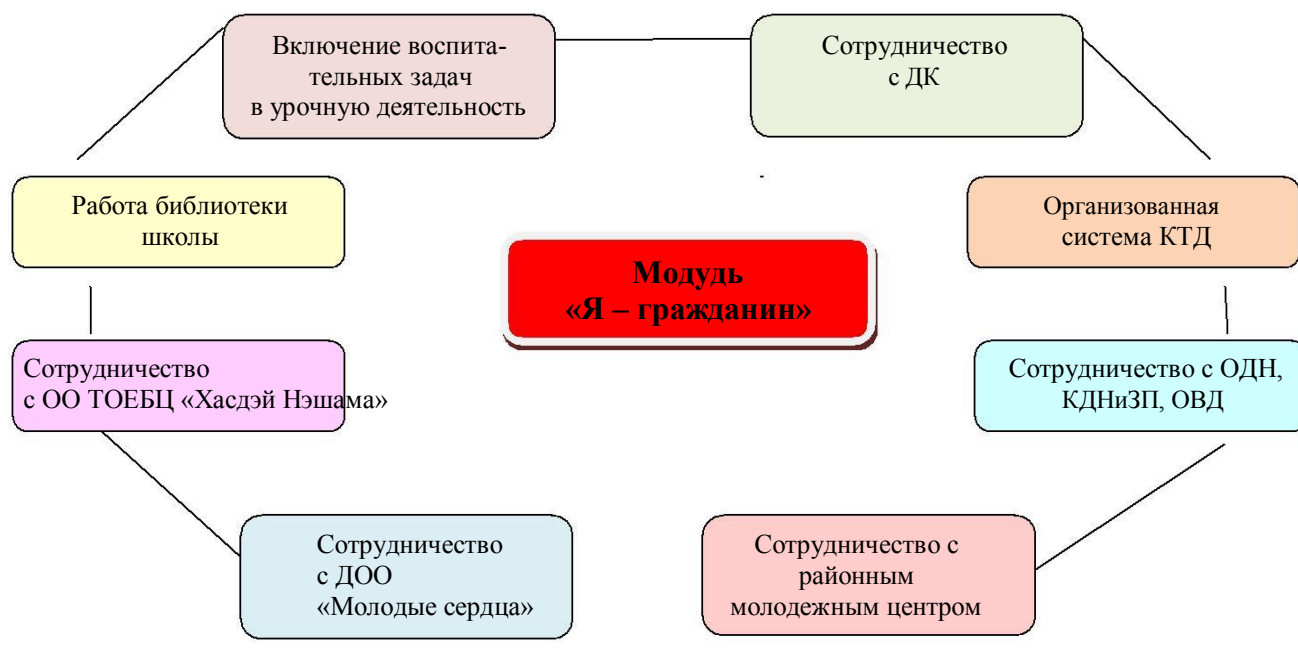 Включение воспита-
тельных задач
в урочную деятельность
Сотрудничество
с ДК
Работа библиотеки
школы
Организованная
система КТД
Модудь
«Я – гражданин»
Сотрудничество
с ОО ТОЕБЦ «Хасдэй Нэшама»
Сотрудничество с ОДН,
КДНиЗП, ОВД
Сотрудничество
с ДОО
«Молодые сердца»
Сотрудничество с
районным
молодежным центром